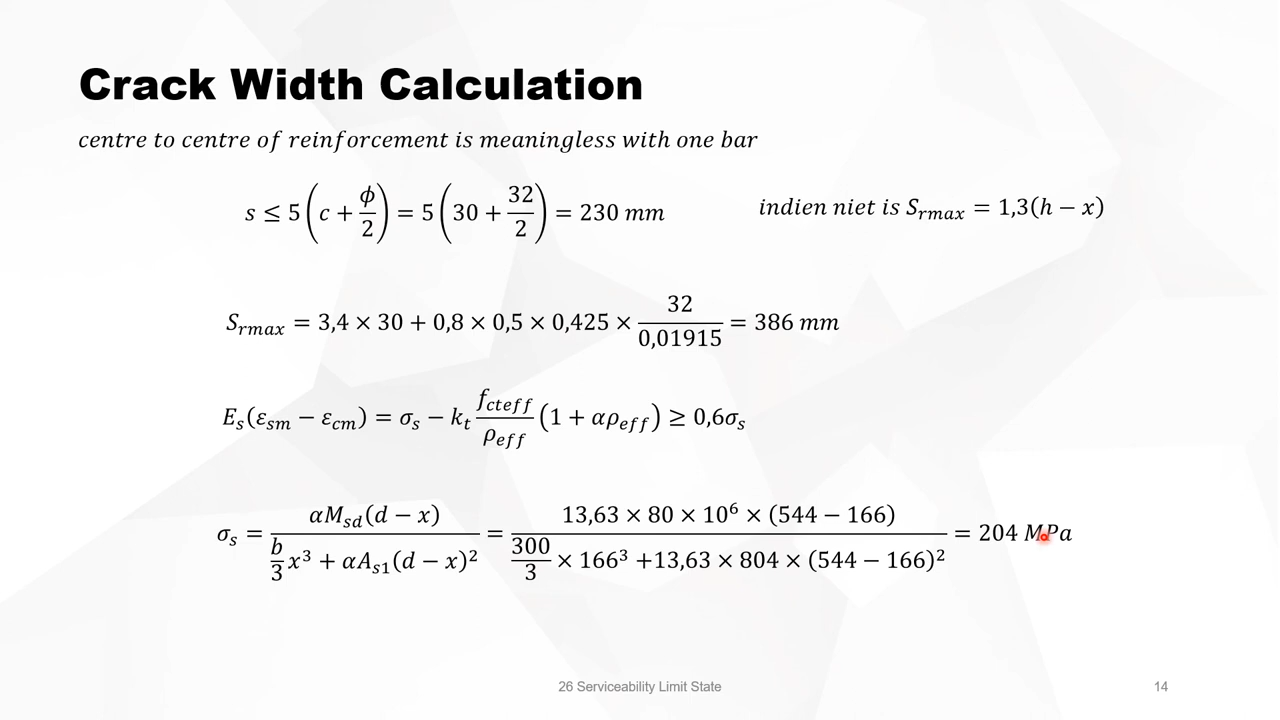 Crack Width Calculation
centre to centre of reinforcement is meaningless with one bar
s ≤ 5(c + ϕ/2) = 5(30 + 32/2) = 230 mm
indien niet is S_rmax = 1,3(h − x)
S_rmax = 3,4 × 30 + 0,8 × 0,5 × 0,425 × 32/0,01915 = 386 mm
E_s(ε_sm − ε_cm) = σ_s − k_t f_cteff/ρ_eff (1 + αρ_eff) ≥ 0,6σ_s
σ_s = αM_sd(d − x)/(b/3 x³ + αA_s1(d − x)²) = 13,63 × 80 × 10⁶ × (544 − 166)/(300/3 × 166³ +13,63 × 804 × (544 − 166)²) = 204 MPa
26 Serviceability Limit State
14